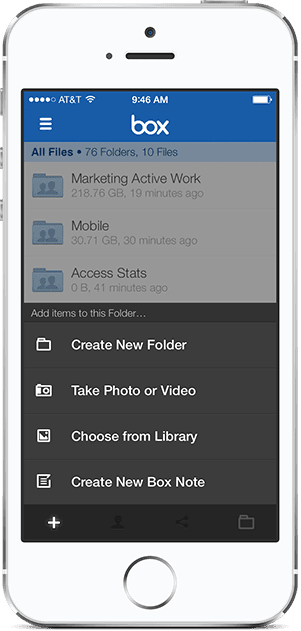 AT&T 9:46 AM
box
All Files • 76 Folders, 10 Files
Marketing Active Work
218.76 GB, 19 minutes ago
Mobile
30.71 GB, 30 minutes ago
Access Stats
0 B, 41 minutes ago
Add items to this Folder...
Create New Folder
Take Photo or Video
Choose from Library
Create New Box Note